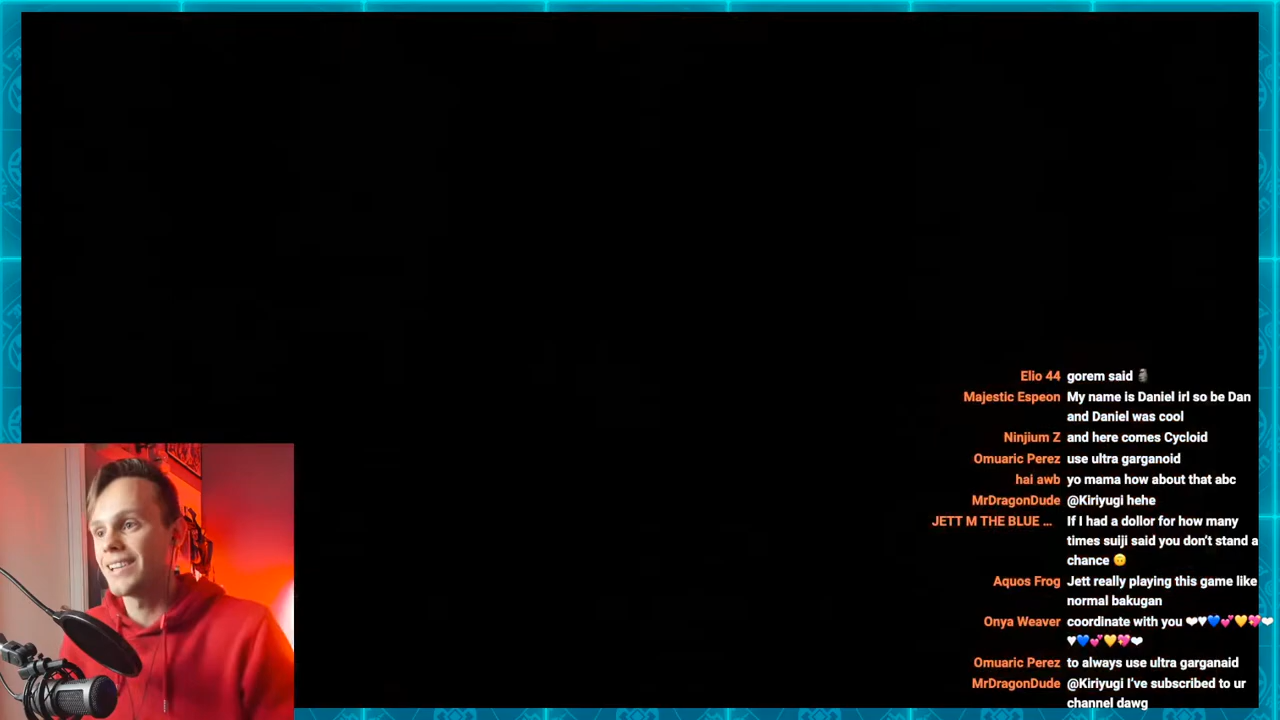 Elio 44 gorem said 🗿
Majestic Espeon My name is Daniel irl so be Dan
and Daniel was cool
Ninjium Z and here comes Cycloid
Omuaric Perez use ultra garganoid
hai awb yo mama how about that abc
MrDragonDude @Kiriyugi hehe
JETT M THE BLUE ... If I had a dollor for how many
times suiji said you don't stand a
chance 🙃
Aquos Frog Jett really playing this game like
normal bakugan
Onya Weaver coordinate with you ❤♥💙💕💛💖❤
♥💙💕💛💖❤
Omuaric Perez to always use ultra garganaid
MrDragonDude @Kiriyugi I've subscribed to ur
channel dawg